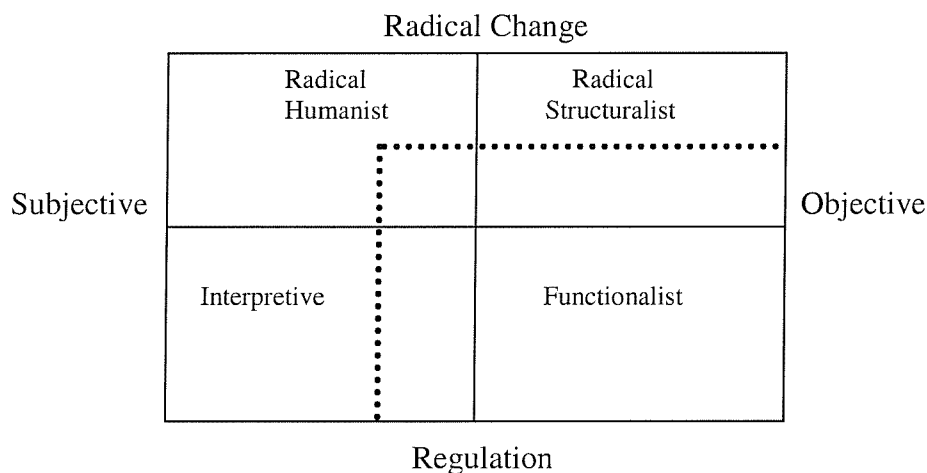 Radical Change
Radical
Humanist
Radical
Structuralist
Subjective
Objective
Interpretive
Functionalist
Regulation